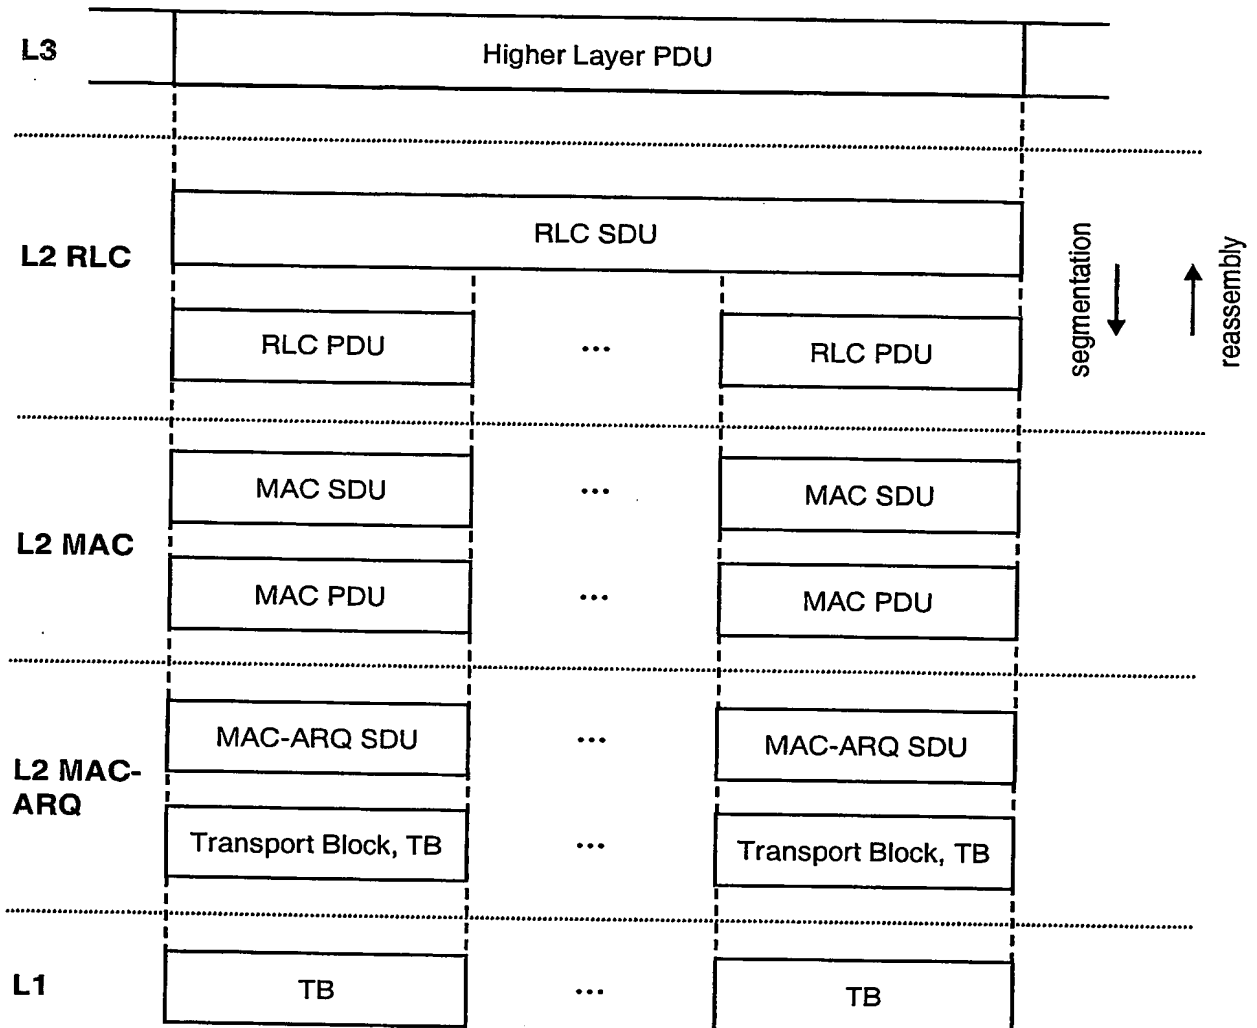 L3
Higher Layer PDU
L2 RLC
RLC SDU
RLC PDU ... RLC PDU
segmentation
reassembly
L2 MAC
MAC SDU ... MAC SDU
MAC PDU ... MAC PDU
L2 MAC-
ARQ
MAC-ARQ SDU ... MAC-ARQ SDU
Transport Block, TB ... Transport Block, TB
L1
TB ... TB